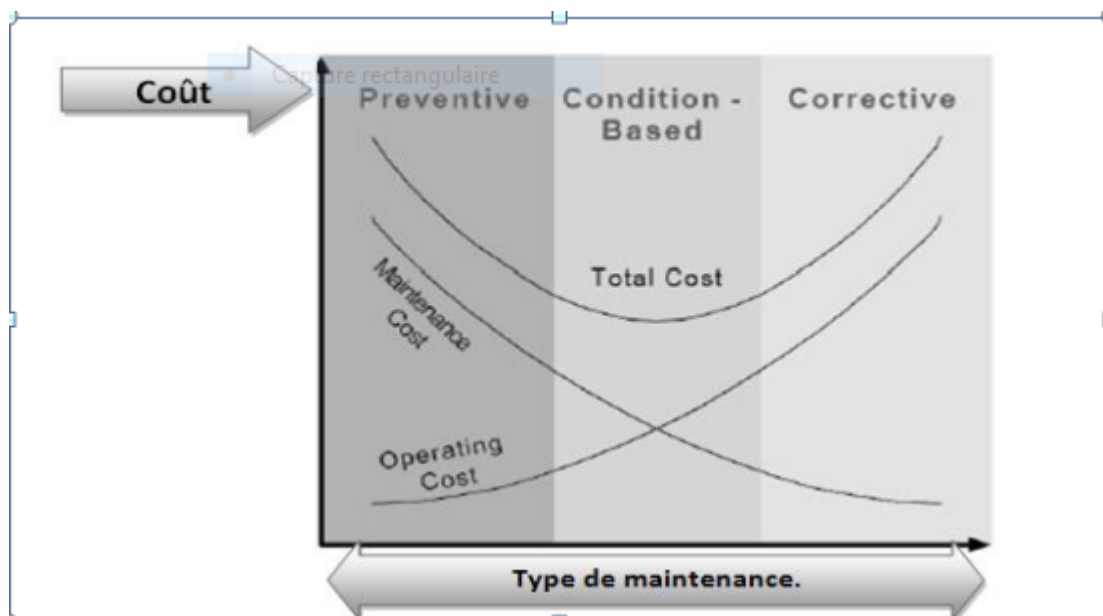 Capture rectangulaire
Coût
Preventive
Condition -
Based
Corrective
Total Cost
Maintenance
Cost
Operating
Cost
Type de maintenance.